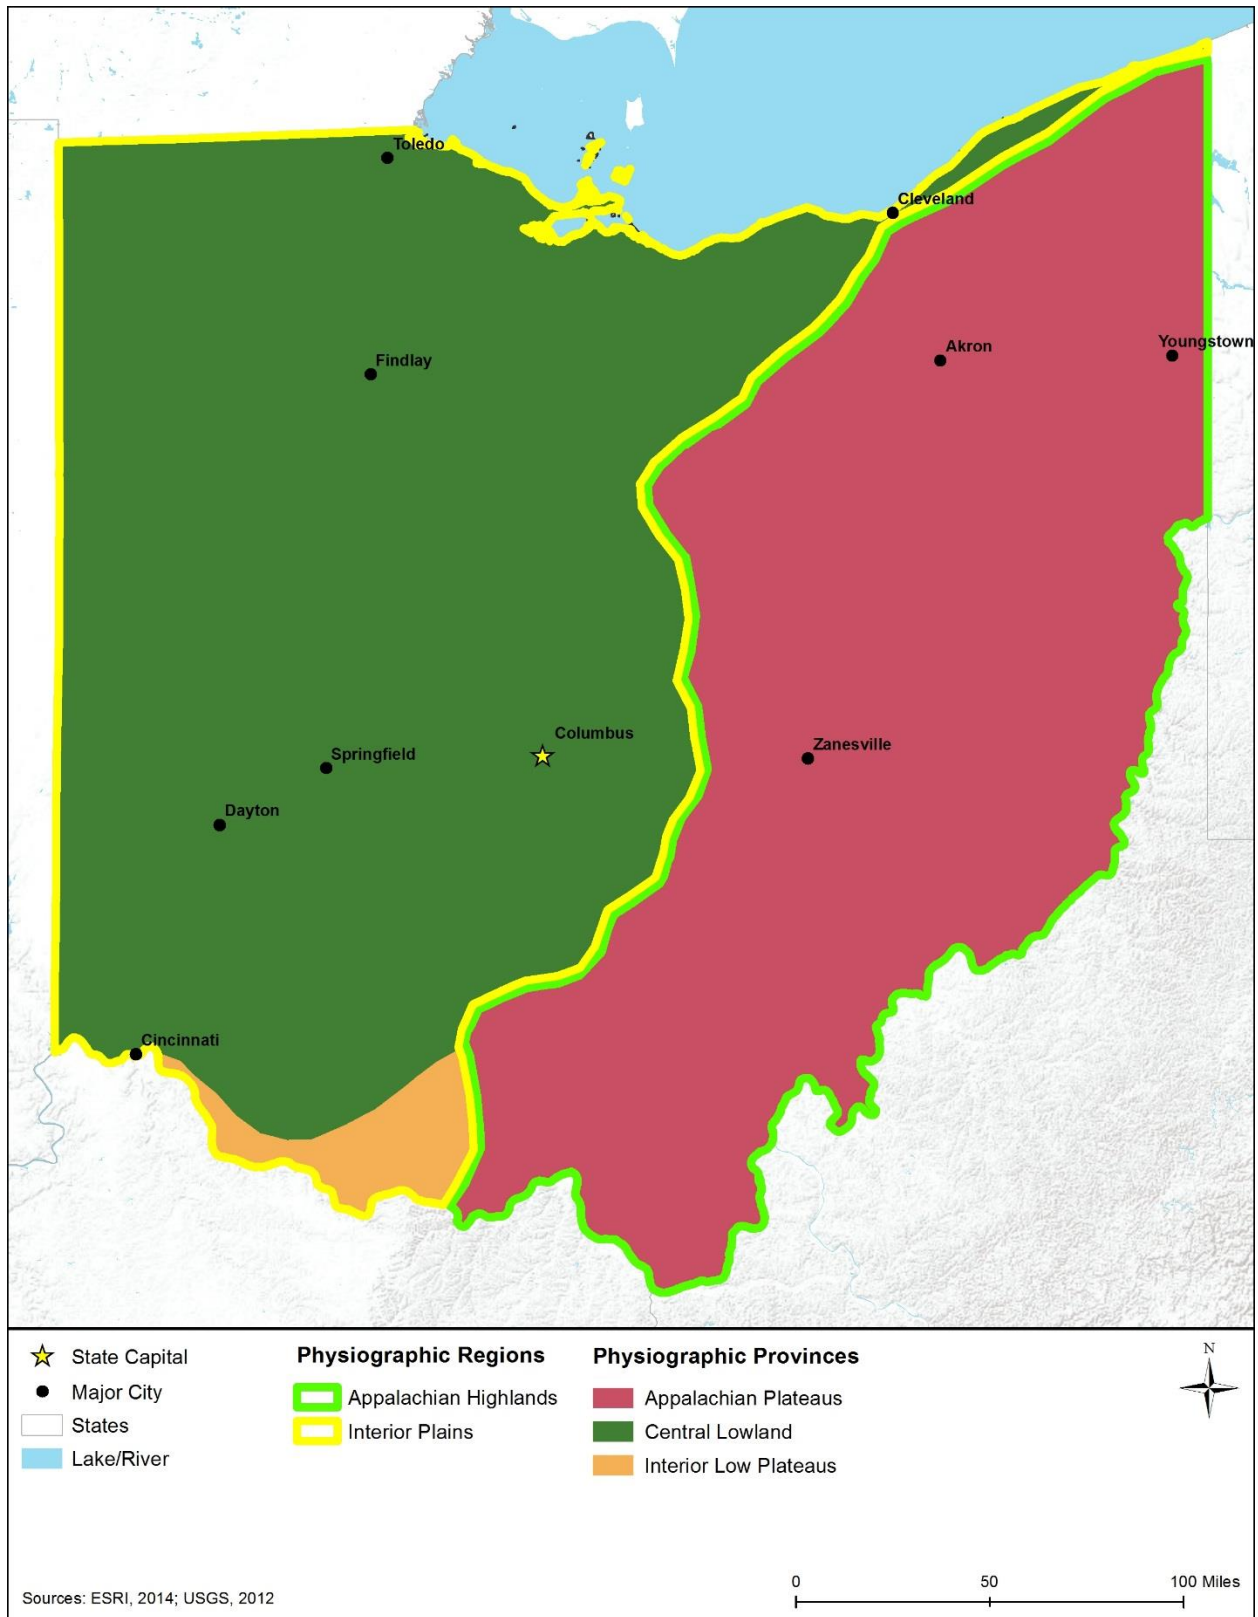 Toledo
Cleveland
Akron
Youngstown
Findlay
Columbus
Springfield
Zanesville
Dayton
Cincinnati
State Capital
Major City
States
Lake/River
Physiographic Regions
Appalachian Highlands
Interior Plains
Physiographic Provinces
Appalachian Plateaus
Central Lowland
Interior Low Plateaus
N
Sources: ESRI, 2014; USGS, 2012
0 50 100 Miles